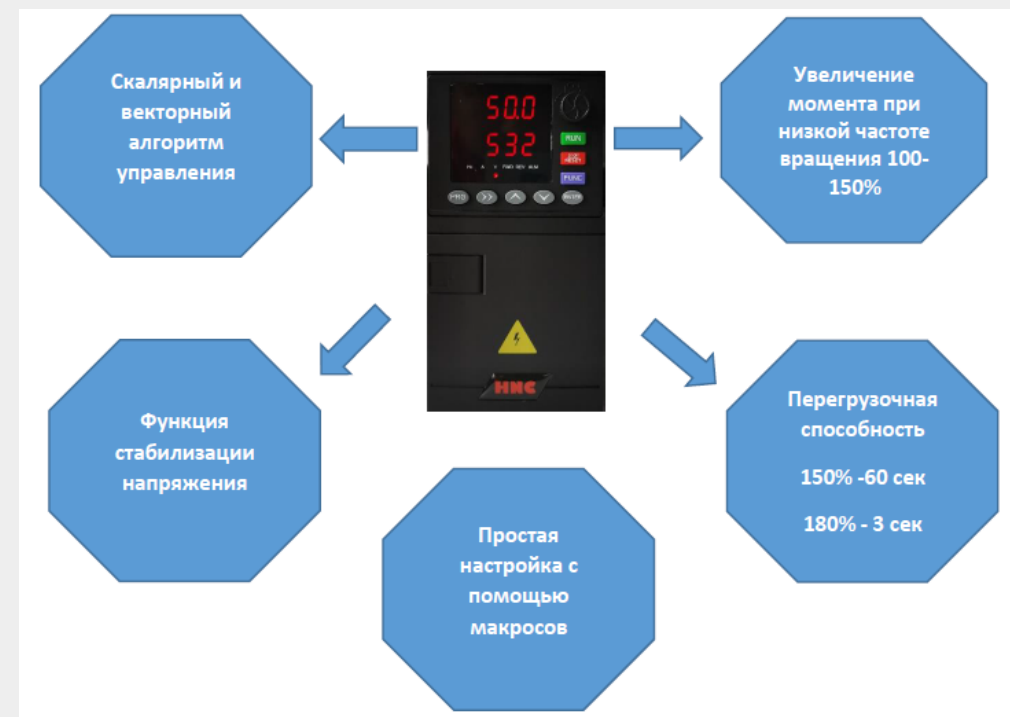 Скалярный и
векторный
алгоритм
управления
50.0
532
RUN
FUNC
HNC
Увеличение
момента при
низкой частоте
вращения 100-
150%
Функция
стабилизации
напряжения
Перегрузочная
способность
150% -60 сек
180% - 3 сек
Простая
настройка с
помощью
макросов